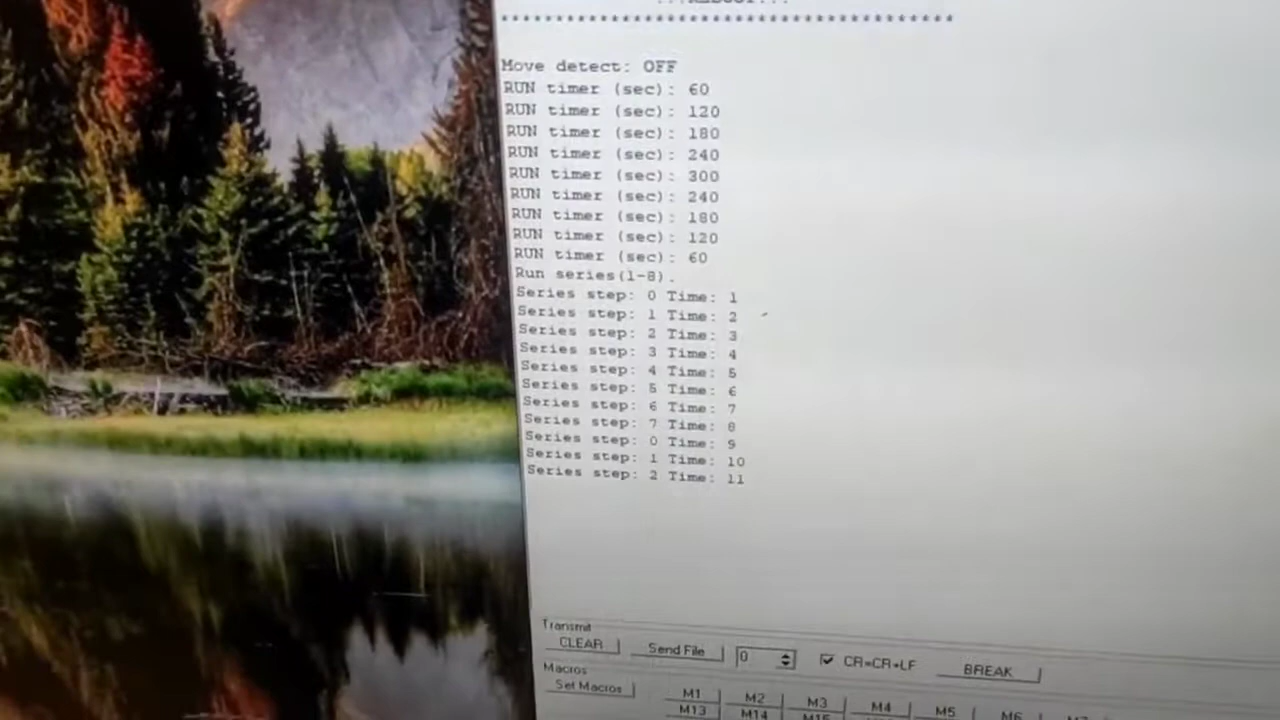 ****************************************
Move detect: OFF
RUN timer (sec): 60
RUN timer (sec): 120
RUN timer (sec): 180
RUN timer (sec): 240
RUN timer (sec): 300
RUN timer (sec): 240
RUN timer (sec): 180
RUN timer (sec): 120
RUN timer (sec): 60
Run series(1-8).
Series step: 0 Time: 1
Series step: 1 Time: 2
Series step: 2 Time: 3
Series step: 3 Time: 4
Series step: 4 Time: 5
Series step: 5 Time: 6
Series step: 6 Time: 7
Series step: 7 Time: 8
Series step: 0 Time: 9
Series step: 1 Time: 10
Series step: 2 Time: 11
Transmit
CLEAR Send File 0 CR=CR+LF BREAK
Macros
Set Macros M1 M2 M3 M4 M5 M6
M13 M14